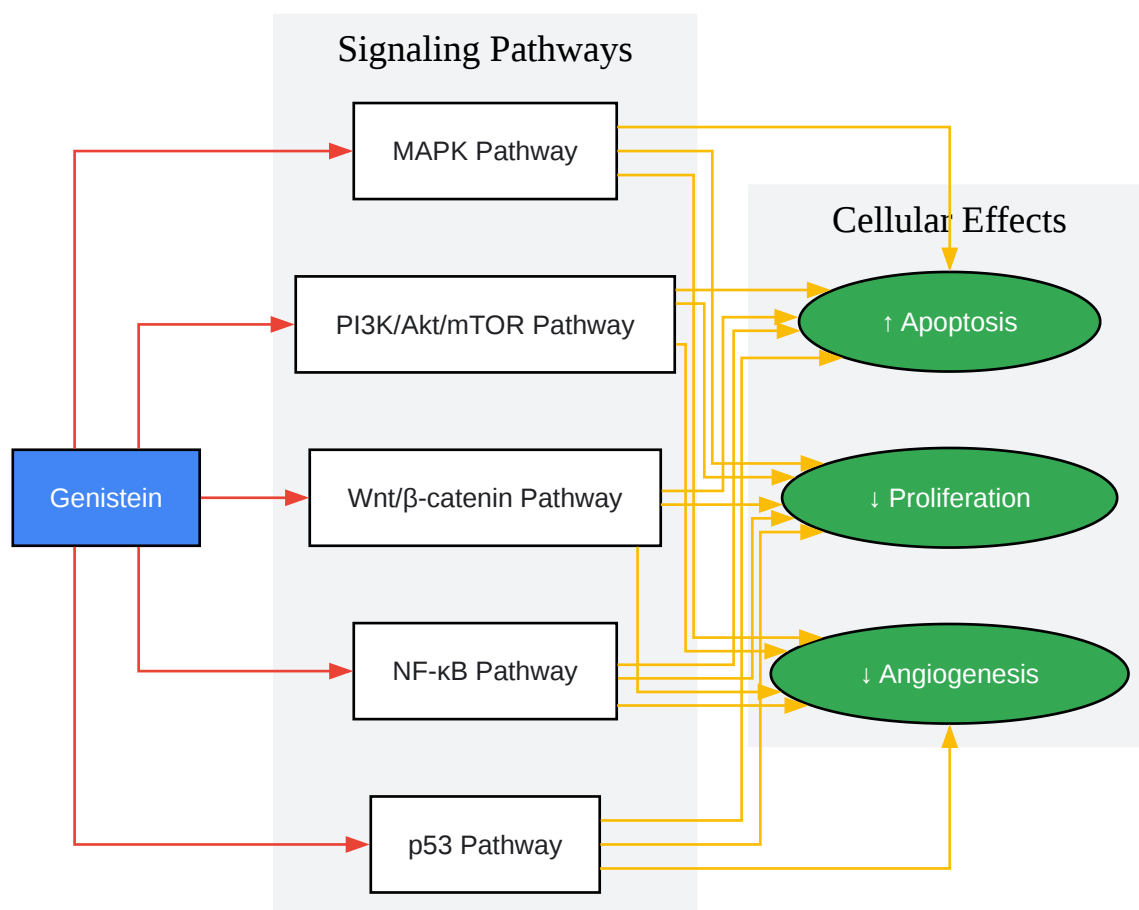 Signaling Pathways
MAPK Pathway
Cellular Effects
PI3K/Akt/mTOR Pathway
↑ Apoptosis
Genistein
Wnt/β-catenin Pathway
↓ Proliferation
NF-κB Pathway
↓ Angiogenesis
p53 Pathway